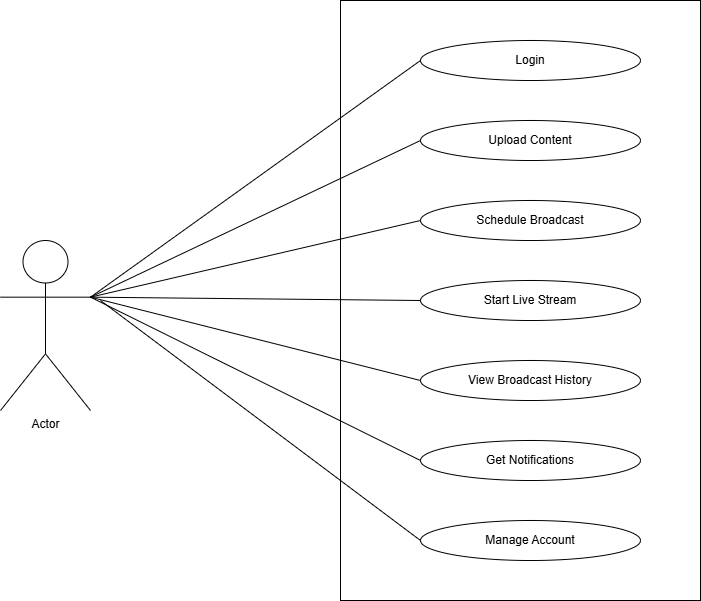 Login
Upload Content
Schedule Broadcast
Start Live Stream
View Broadcast History
Get Notifications
Manage Account
Actor